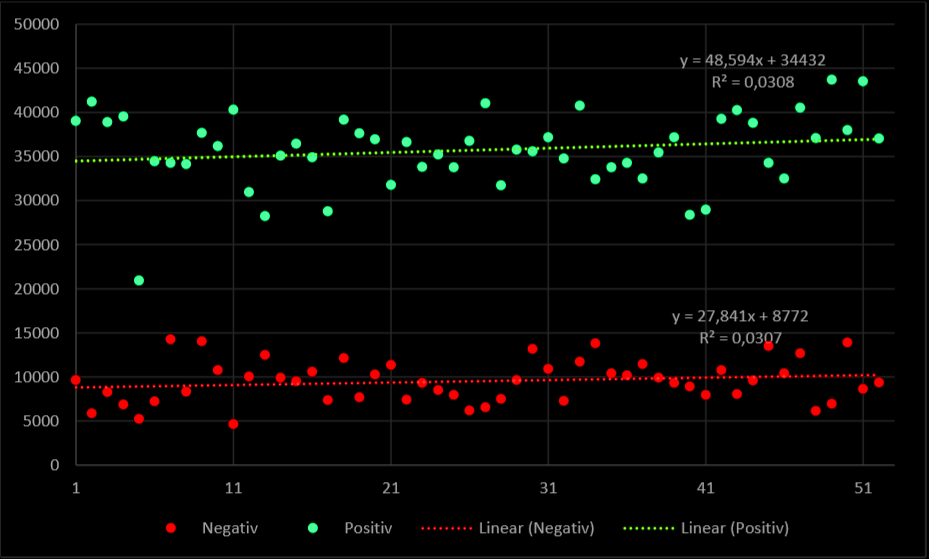 50000
45000
40000
35000
30000
25000
20000
15000
10000
5000
0
y = 48,594x + 34432
R² = 0,0308
y = 27,841x + 8772
R² = 0,0307
1 11 21 31 41 51
Negativ Positiv Linear (Negativ) Linear (Positiv)